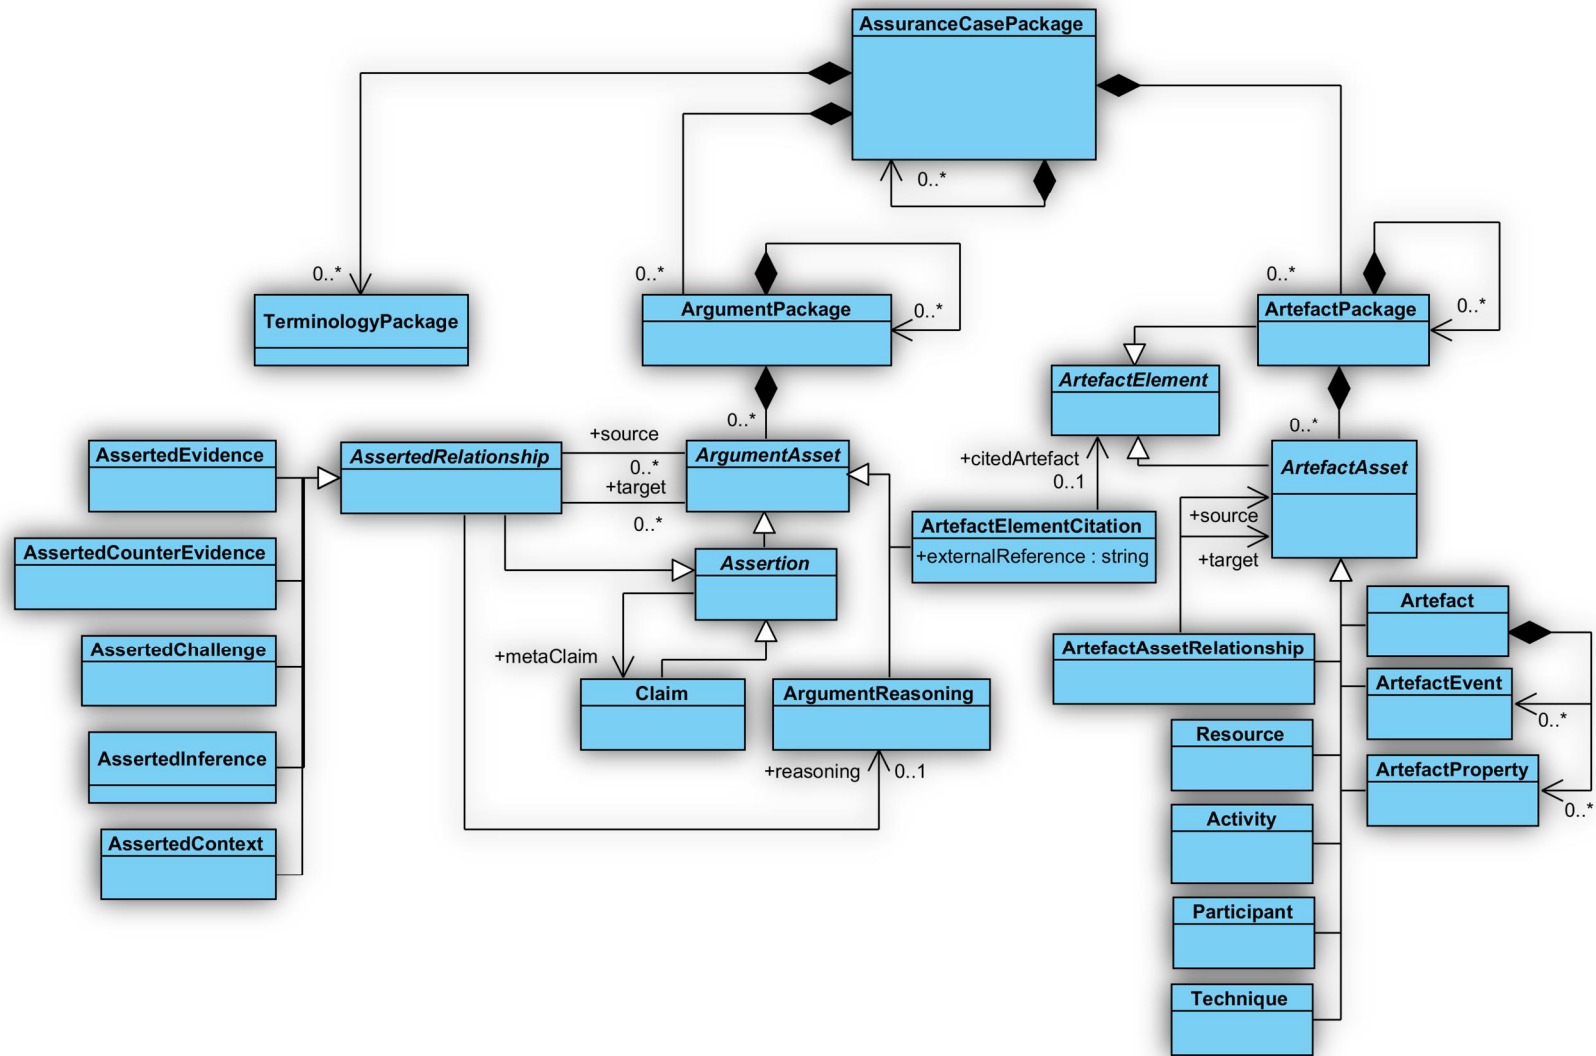 AssuranceCasePackage
0..*
0..*
TerminologyPackage
0..*
ArgumentPackage
0..*
0..*
ArtefactPackage
0..*
ArtefactElement
0..*
0..*
AssertedEvidence
AssertedRelationship
+source
0..*
+target
0..*
ArgumentAsset
+citedArtefact
0..1
ArtefactAsset
+source
+target
ArtefactElementCitation
+externalReference : string
AssertedCounterEvidence
Assertion
Artefact
AssertedChallenge
+metaClaim
ArtefactAssetRelationship
Claim
ArgumentReasoning
ArtefactEvent
0..*
Resource
AssertedInference
+reasoning
0..1
ArtefactProperty
0..*
Activity
AssertedContext
Participant
Technique